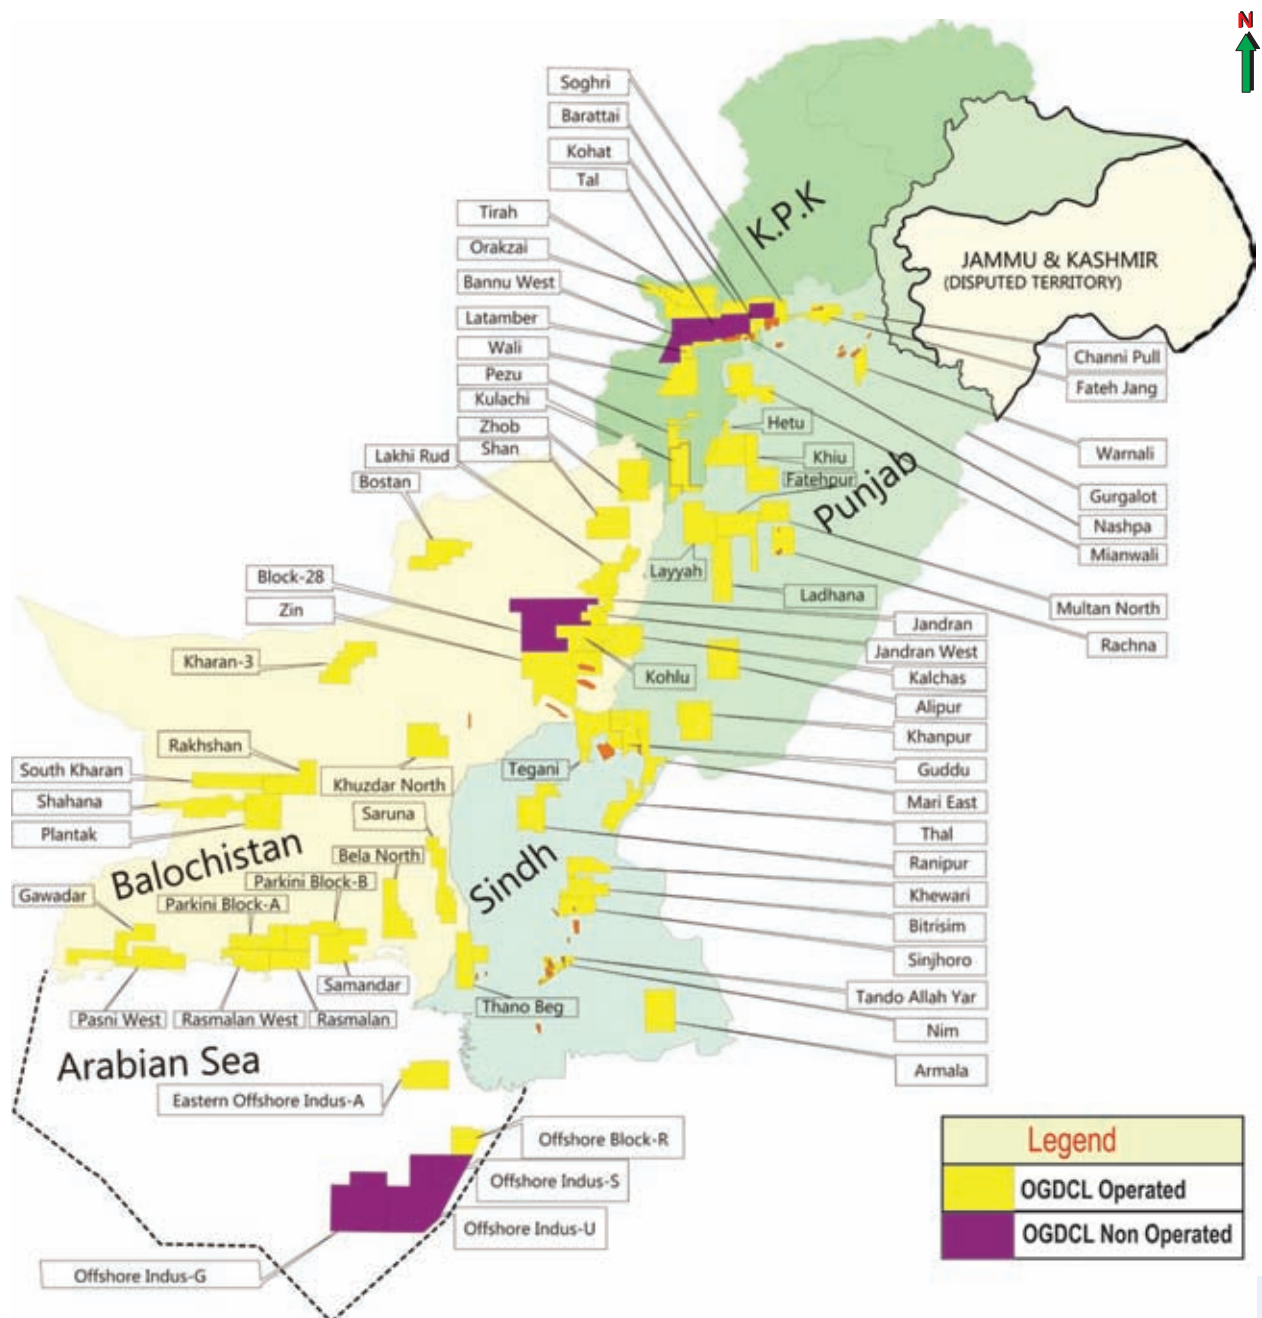 N
Soghri
Barattai
Kohat
Tal
Tirah
Orakzai
Bannu West
Latamber
Wali
Pezu
Kulachi
Zhob
Shan
Lakhi Rud
Bostan
K.P.K
JAMMU & KASHMIR
(DISPUTED TERRITORY)
Channi Pull
Fateh Jang
Warnali
Gurgalot
Nashpa
Mianwali
Hetu
Khiu
Fatehpur
Punjab
Layyah
Ladhana
Multan North
Rachna
Block-28
Zin
Kharan-3
Jandran
Jandran West
Kalchas
Alipur
Khanpur
Guddu
Mari East
Thal
Ranipur
Khewari
Bitrisim
Sinjhoro
Tando Allah Yar
Nim
Armala
Kohlu
Rakhshan
South Kharan
Shahana
Plantak
Khuzdar North
Tegani
Saruna
Balochistan
Bela North
Sindh
Parkini Block-B
Gawadar
Parkini Block-A
Samandar
Thano Beg
Pasni West
Rasmalan West
Rasmalan
Arabian Sea
Eastern Offshore Indus-A
Offshore Block-R
Offshore Indus-S
Offshore Indus-U
Offshore Indus-G
Legend
OGDCL Operated
OGDCL Non Operated